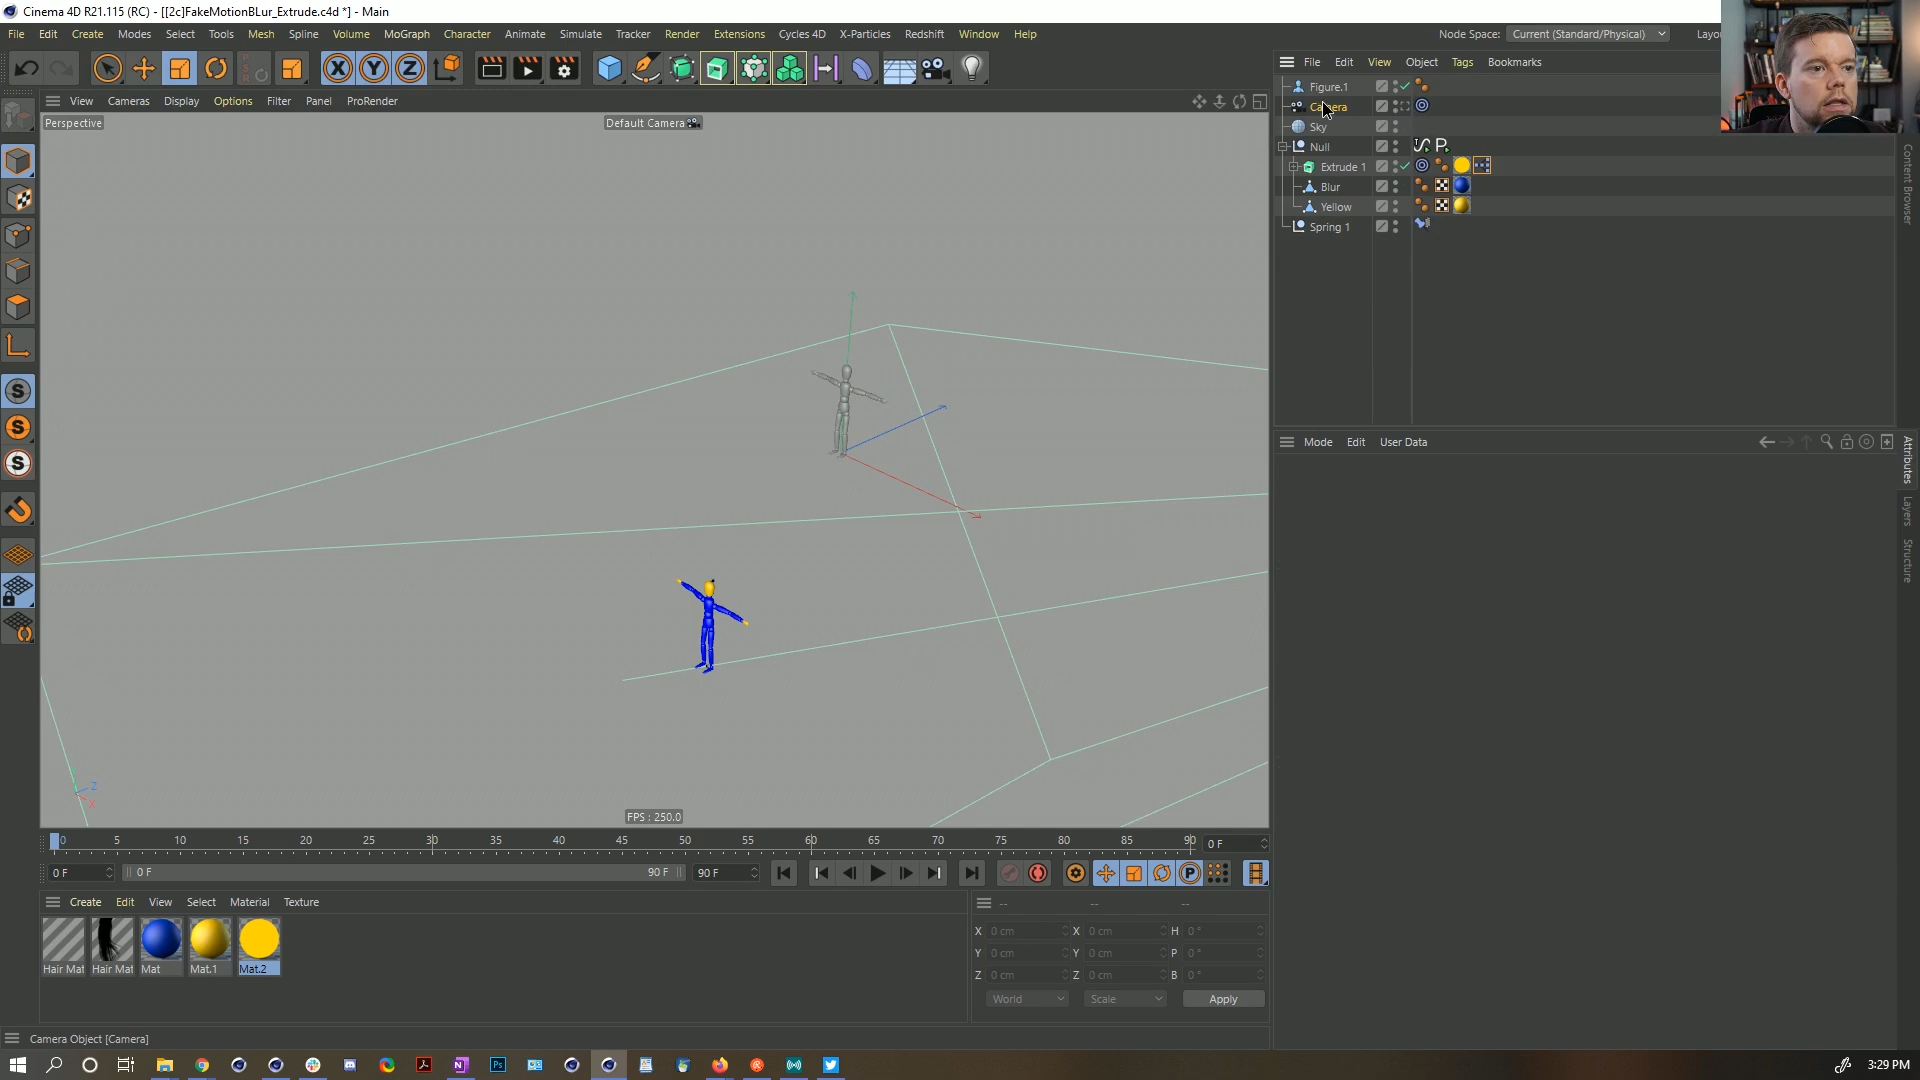 Cinema 4D R21.115 (RC) - [[2c]FakeMotionBLur_Extrude.c4d *] - Main
File Edit Create Modes Select Tools Mesh Spline Volume MoGraph Character Animate Simulate Tracker Render Extensions Cycles 4D X-Particles Redshift Window Help
Node Space: Current (Standard/Physical) Layou
X Y Z
File Edit View Object Tags Bookmarks
View Cameras Display Options Filter Panel ProRender
Perspective
Default Camera
Figure.1
Camera
Sky
Null
Extrude 1
Blur
Yellow
Spring 1
Content Browser
Mode Edit User Data
Attributes
Layers
Structure
Z
X
FPS : 250.0
0 5 10 15 20 25 30 35 40 45 50 55 60 65 70 75 80 85 90 0 F
0 F 0 F 90 F 90 F
Create Edit View Select Material Texture
-- -- --
X 0 cm X 0 cm H 0 °
Y 0 cm Y 0 cm P 0 °
Z 0 cm Z 0 cm B 0 °
World Scale Apply
Hair Mat Hair Mat Mat Mat.1 Mat.2
Camera Object [Camera]
3:29 PM